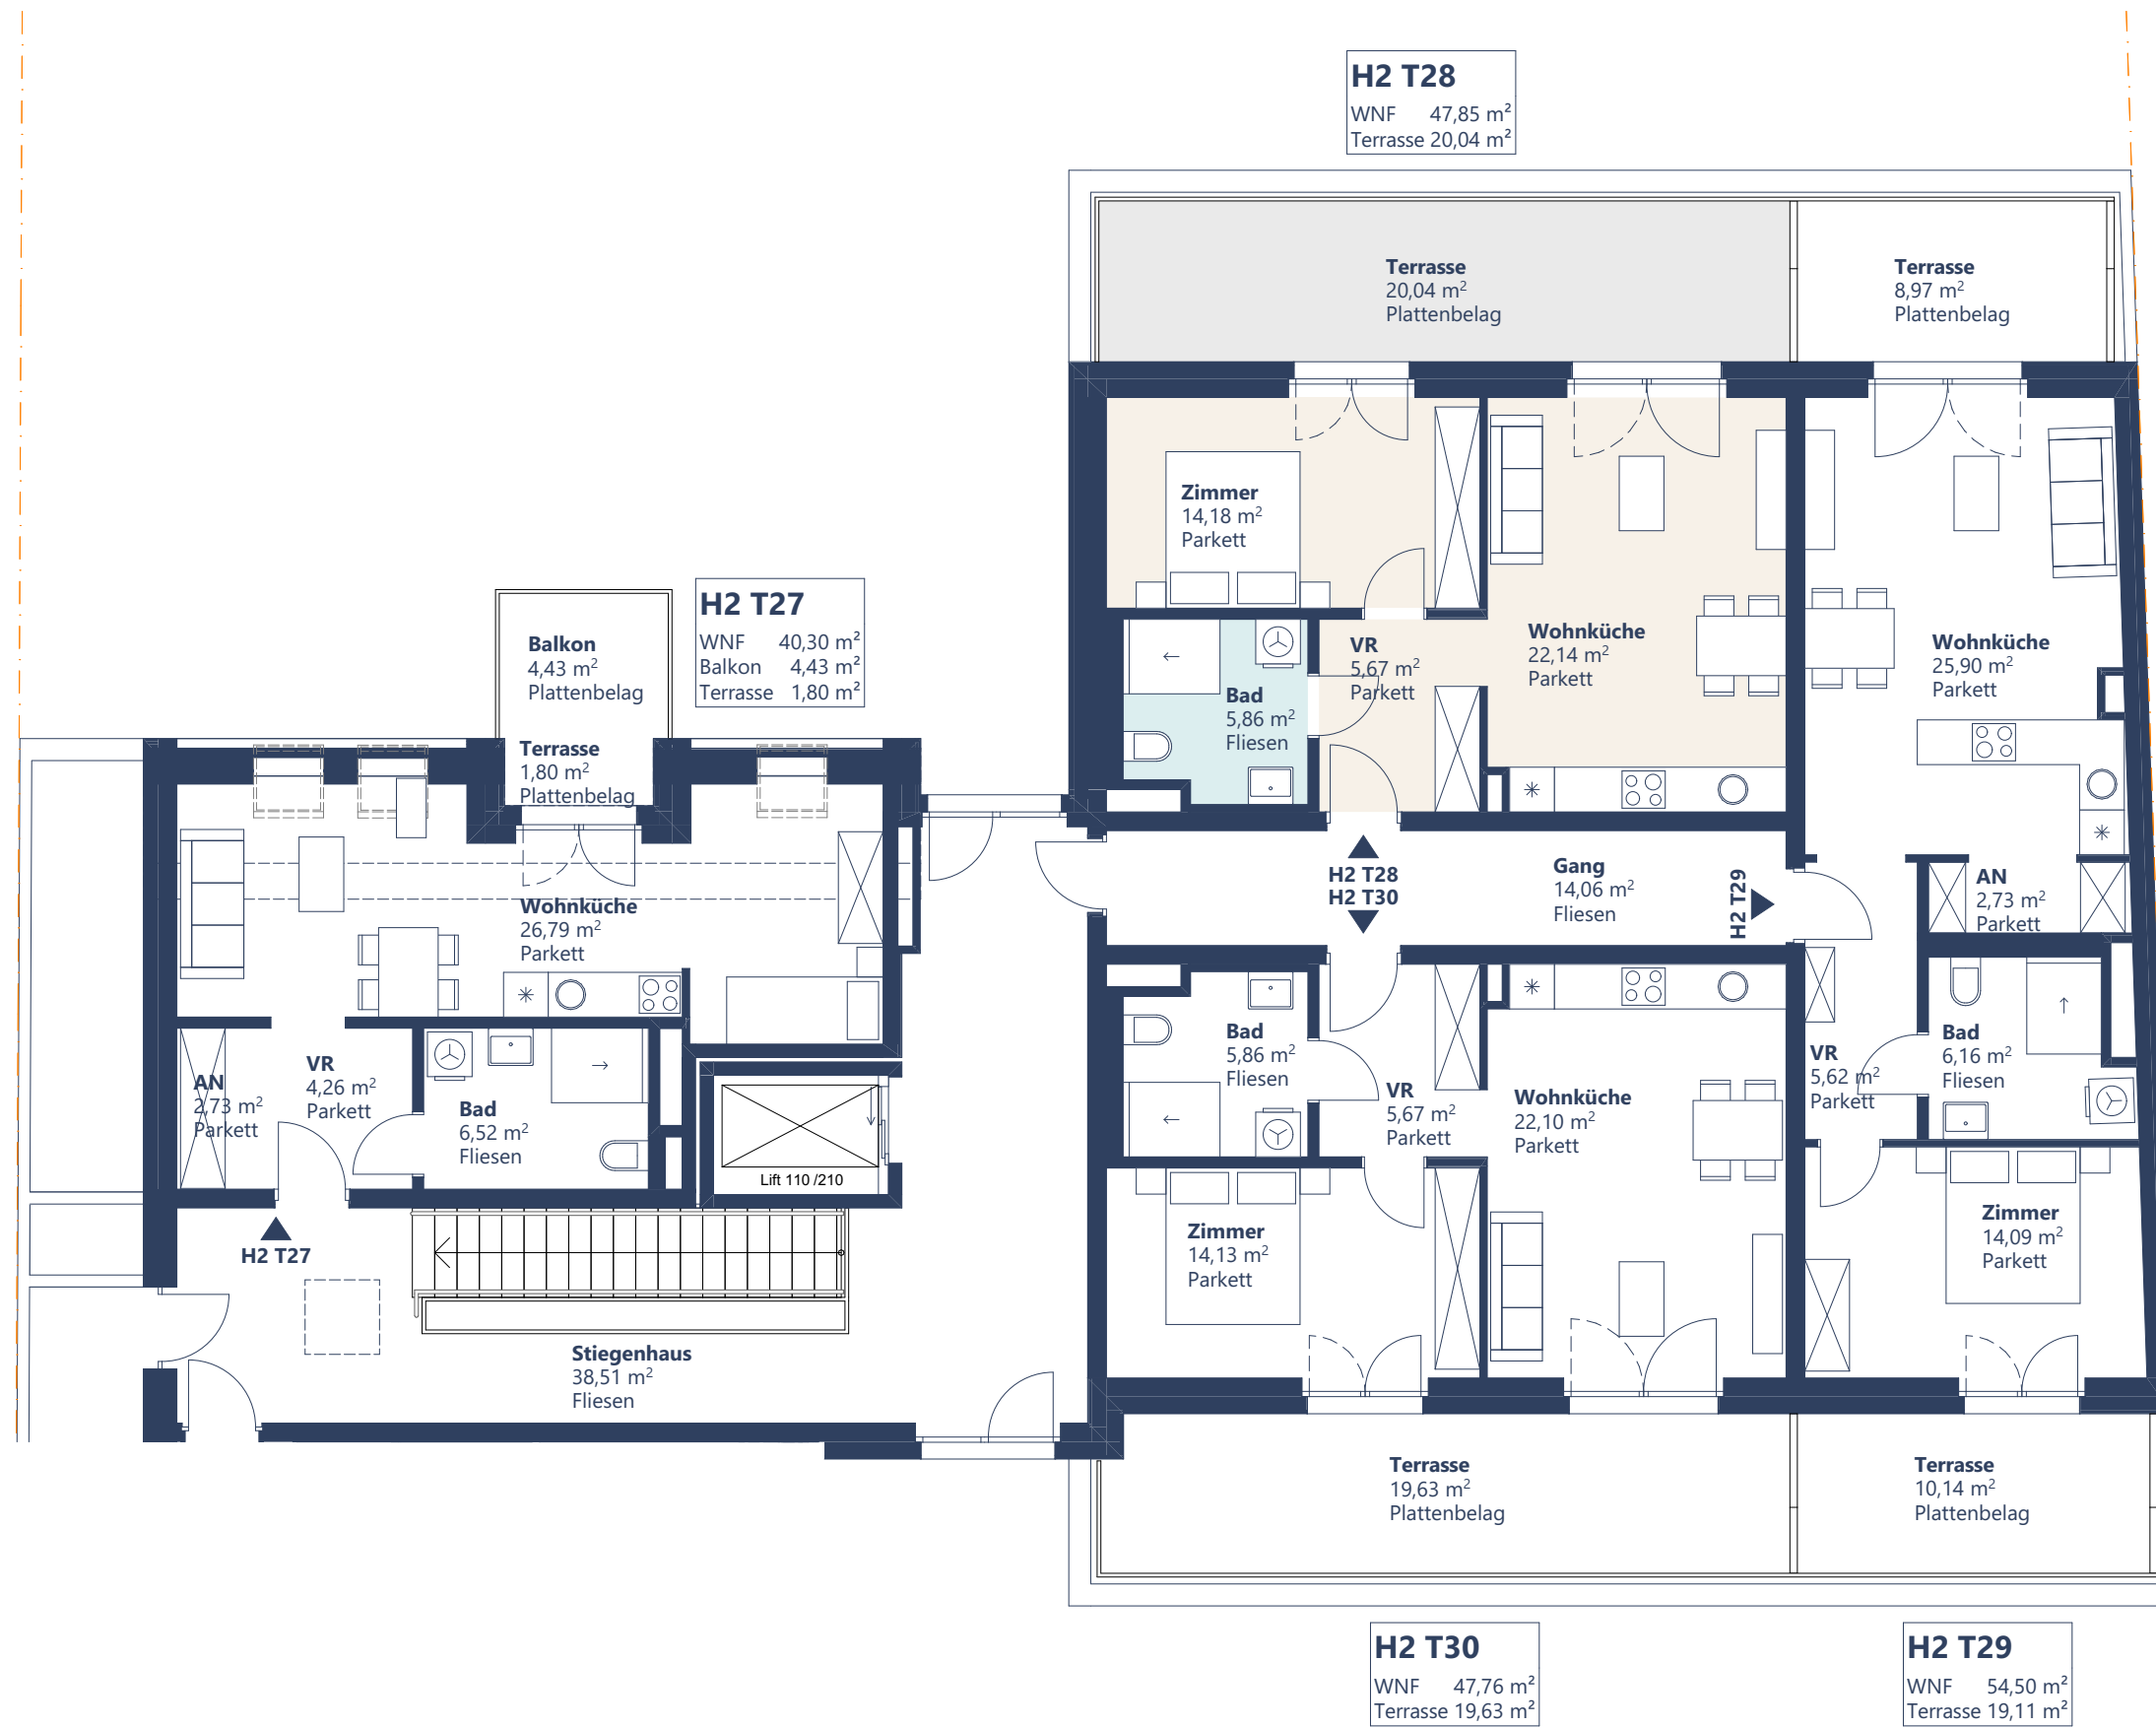 H2 T28
WNF 47,85 m²
Terrasse 20,04 m²
Terrasse
20,04 m²
Plattenbelag
Terrasse
8,97 m²
Plattenbelag
Zimmer
14,18 m²
Parkett
H2 T27
WNF 40,30 m²
Balkon 4,43 m²
Terrasse 1,80 m²
Balkon
4,43 m²
Plattenbelag
Terrasse
1,80 m²
Plattenbelag
Bad
5,86 m²
Fliesen
VR
5,67 m²
Parkett
Wohnküche
22,14 m²
Parkett
Wohnküche
25,90 m²
Parkett
Wohnküche
26,79 m²
Parkett
H2 T28
H2 T30
Gang
14,06 m²
Fliesen
H2 T29
AN
2,73 m²
Parkett
AN
2,73 m²
Parkett
VR
4,26 m²
Parkett
Bad
6,52 m²
Fliesen
Lift 110 /210
Bad
5,86 m²
Fliesen
VR
5,67 m²
Parkett
Wohnküche
22,10 m²
Parkett
VR
5,62 m²
Parkett
Bad
6,16 m²
Fliesen
H2 T27
Zimmer
14,13 m²
Parkett
Zimmer
14,09 m²
Parkett
Stiegenhaus
38,51 m²
Fliesen
Terrasse
19,63 m²
Plattenbelag
Terrasse
10,14 m²
Plattenbelag
H2 T30
WNF 47,76 m²
Terrasse 19,63 m²
H2 T29
WNF 54,50 m²
Terrasse 19,11 m²